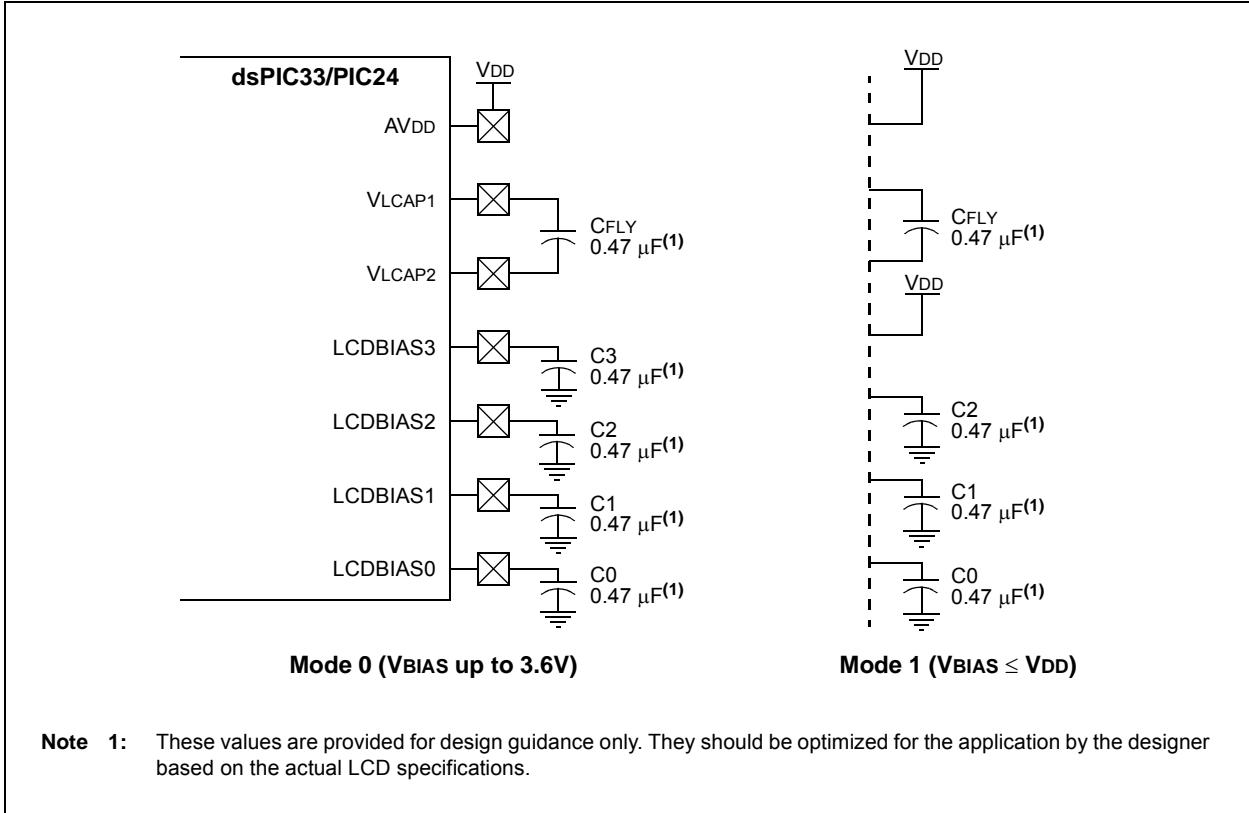 dsPIC33/PIC24
VDD
AVDD
VLCAP1
CFLY
0.47 μF(1)
VLCAP2
LCDBIAS3
C3
0.47 μF(1)
LCDBIAS2
C2
0.47 μF(1)
LCDBIAS1
C1
0.47 μF(1)
LCDBIAS0
C0
0.47 μF(1)
Mode 0 (VBIAS up to 3.6V)
VDD
CFLY
0.47 μF(1)
VDD
C2
0.47 μF(1)
C1
0.47 μF(1)
C0
0.47 μF(1)
Mode 1 (VBIAS ≤ VDD)
Note 1: These values are provided for design guidance only. They should be optimized for the application by the designer
based on the actual LCD specifications.